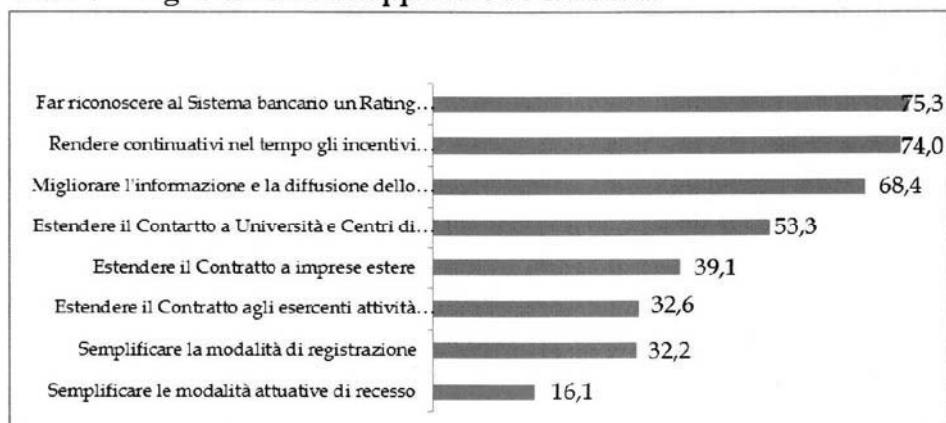 Far riconoscere al Sistema bancario un Rating... 75,3
Rendere continuativi nel tempo gli incentivi... 74,0
Migliorare l'informazione e la diffusione dello... 68,4
Estendere il Contartto a Università e Centri di... 53,3
Estendere il Contratto a imprese estere 39,1
Estendere il Contratto agli esercenti attività... 32,6
Semplificare la modalità di registrazione 32,2
Semplificare le modalità attuative di recesso 16,1